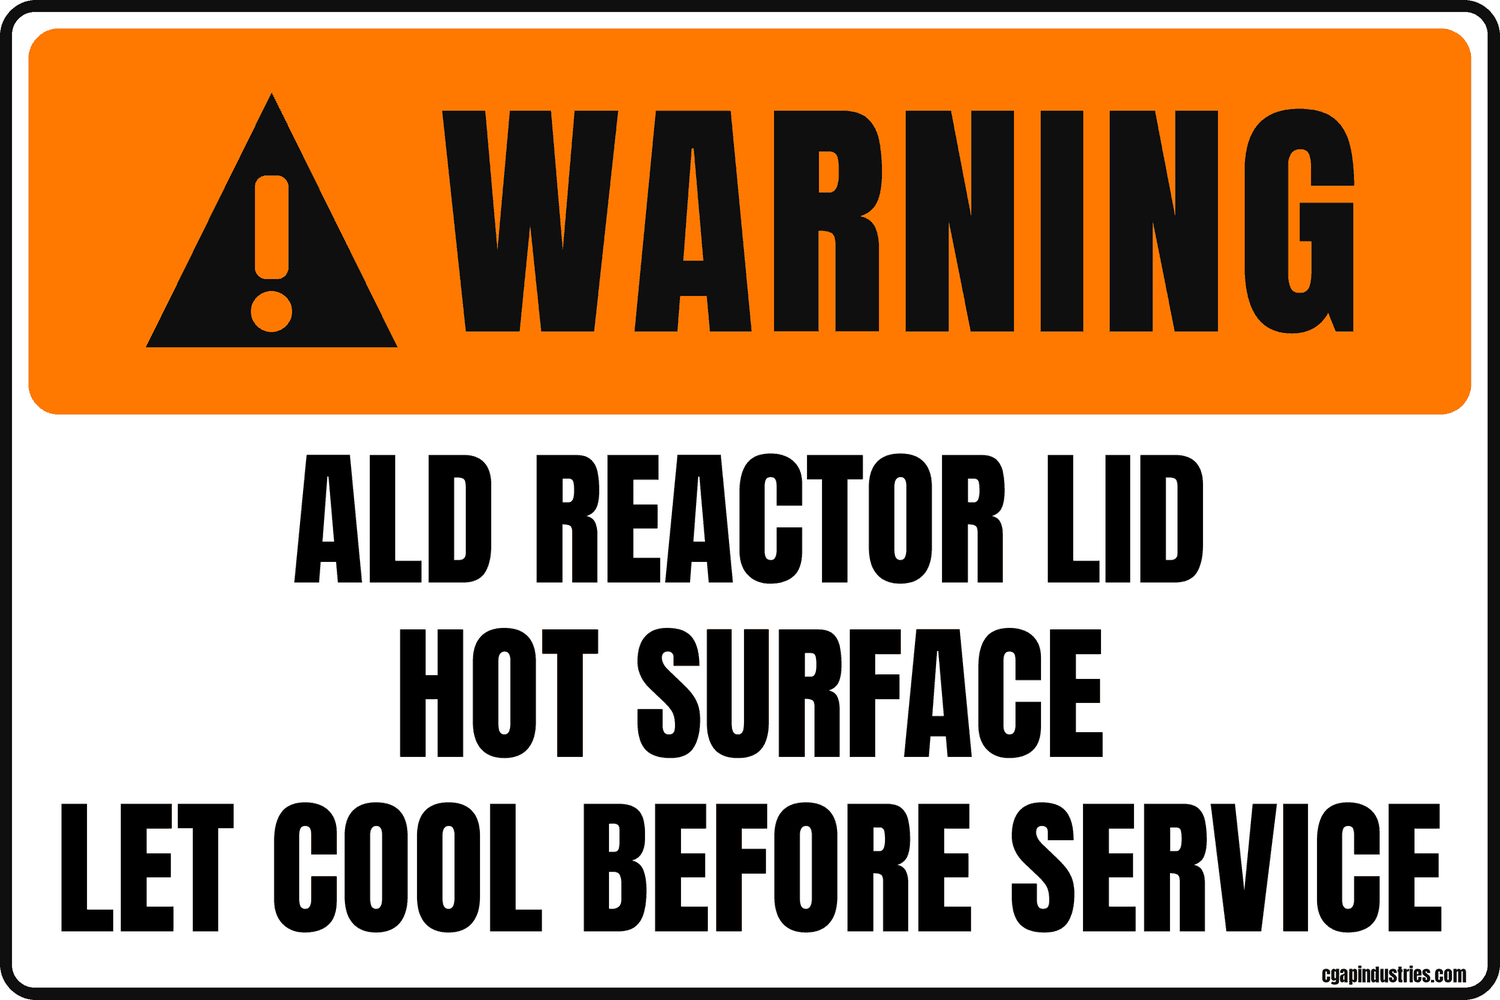 WARNING
ALD REACTOR LID
HOT SURFACE
LET COOL BEFORE SERVICE
cgapindustries.com